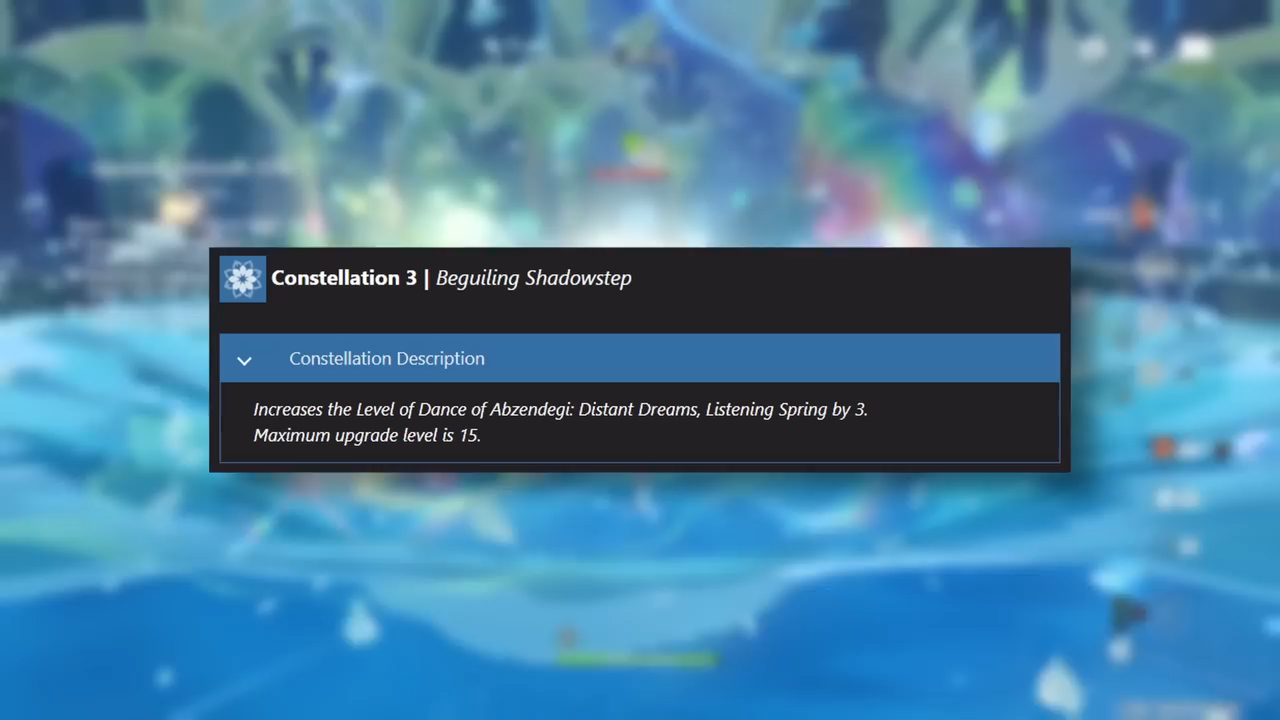 Constellation 3 | Beguiling Shadowstep
Constellation Description
Increases the Level of Dance of Abzendegi: Distant Dreams, Listening Spring by 3.
Maximum upgrade level is 15.